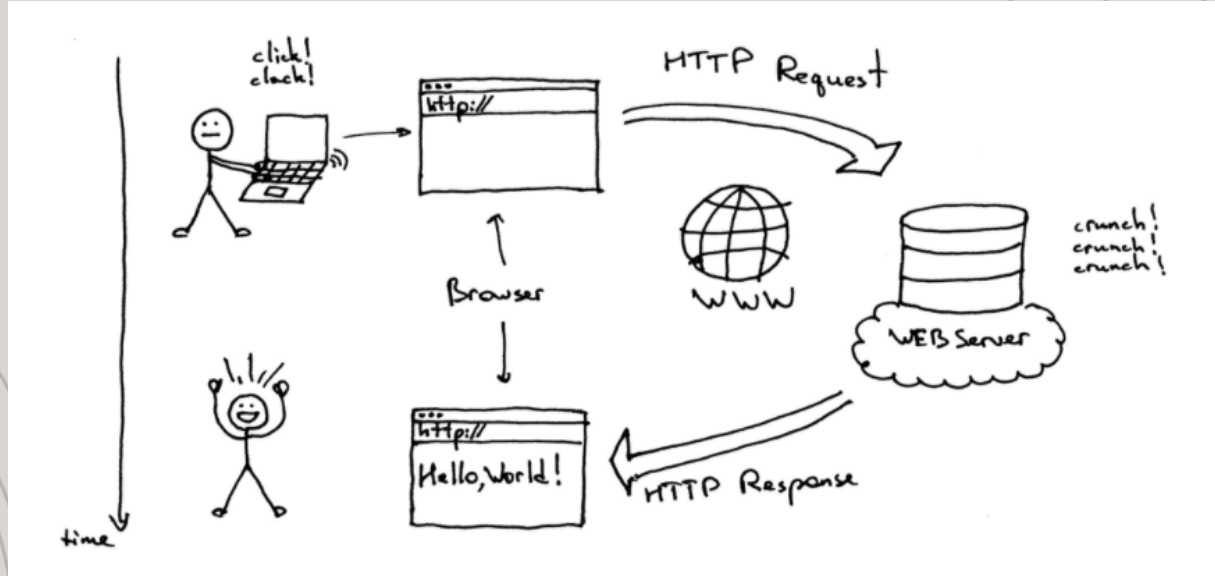 click!
clack!
http://
HTTP Request
crunch!
crunch!
crunch!
WWW
Browser
WEB Server
http://
Hello, World!
HTTP Response
time